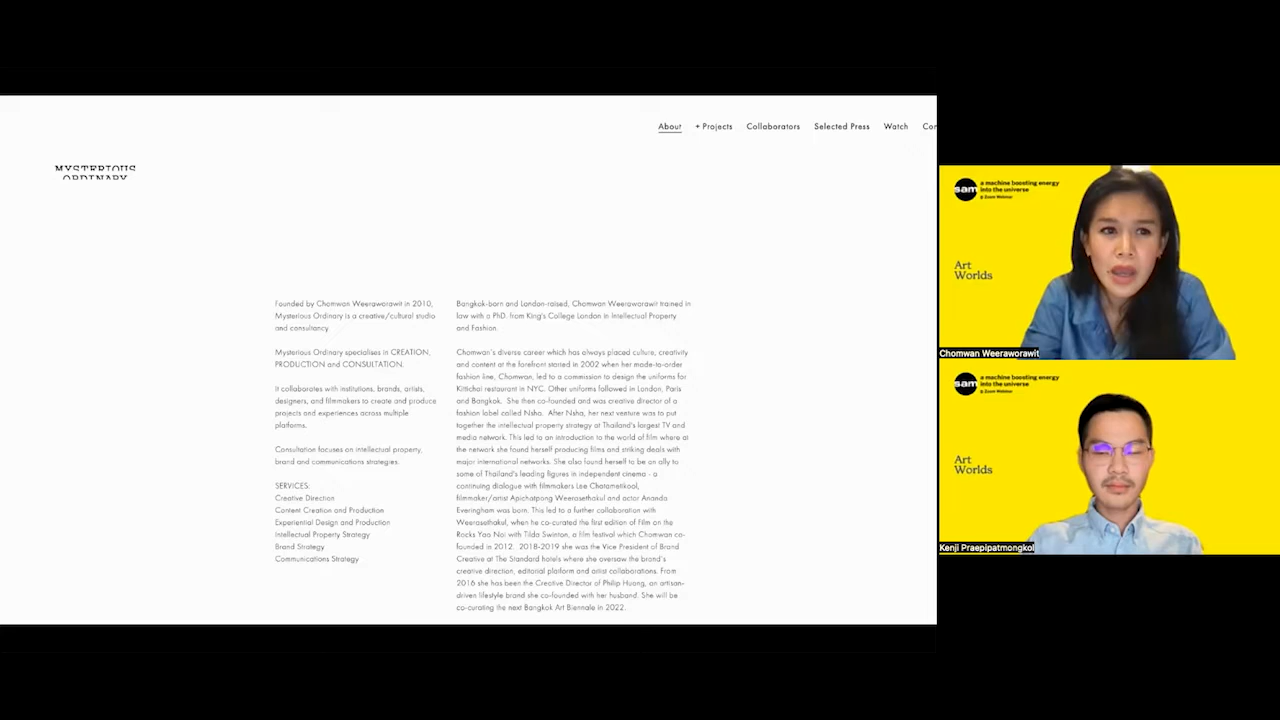 About
+ Projects
Collaborators
Selected Press
Watch
MYSTERIOUS
ORDINARY
Founded by Chomwan Weeraworawit in 2010,
Mysterious Ordinary is a creative/cultural studio
and consultancy.
Mysterious Ordinary specialises in CREATION,
PRODUCTION and CONSULTATION.
It collaborates with institutions, brands, artists,
designers, and filmmakers to create and produce
projects and experiences across multiple
platforms.
Consultation focuses on intellectual property,
brand and communications strategies.
SERVICES:
Creative Direction
Content Creation and Production
Experiential Design and Production
Intellectual Property Strategy
Brand Strategy
Communications Strategy
Bangkok-born and London-raised, Chomwan Weeraworawit trained in
law with a PhD. from King's College London in Intellectual Property
and Fashion.
Chomwan's diverse career which has always placed culture, creativity
and content at the forefront started in 2002 when her made-to-order
fashion line, Chomwan, led to a commission to design the uniforms for
Kittichai restaurant in NYC. Other uniforms followed in London, Paris
and Bangkok. She then co-founded and was creative director of a
fashion label called Nsha. After Nsha, her next venture was to put
together the intellectual property strategy at Thailand's largest TV and
media network. This led to an introduction to the world of film where at
the network she found herself producing films and striking deals with
major international networks. She also found herself to be an ally to
some of Thailand's leading figures in independent cinema - a
continuing dialogue with filmmakers Lee Chatametikool,
filmmaker/artist Apichatpong Weerasethakul and actor Ananda
Everingham was born. This led to a further collaboration with
Weerasethakul, when he co-curated the first edition of Film on the
Rocks Yao Noi with Tilda Swinton, a film festival which Chomwan co-
founded in 2012. 2018-2019 she was the Vice President of Brand
Creative at The Standard hotels where she oversaw the brand's
creative direction, editorial platform and artist collaborations. From
2016 she has been the Creative Director of Philip Huang, an artisan-
driven lifestyle brand she co-founded with her husband. She will be
co-curating the next Bangkok Art Biennale in 2022.
sam
a machine boosting energy
into the universe
@ Zoom Webinar
Art
Worlds
Chomwan Weeraworawit
sam
a machine boosting energy
into the universe
@ Zoom Webinar
Art
Worlds
Kenji Praepipatmongkol